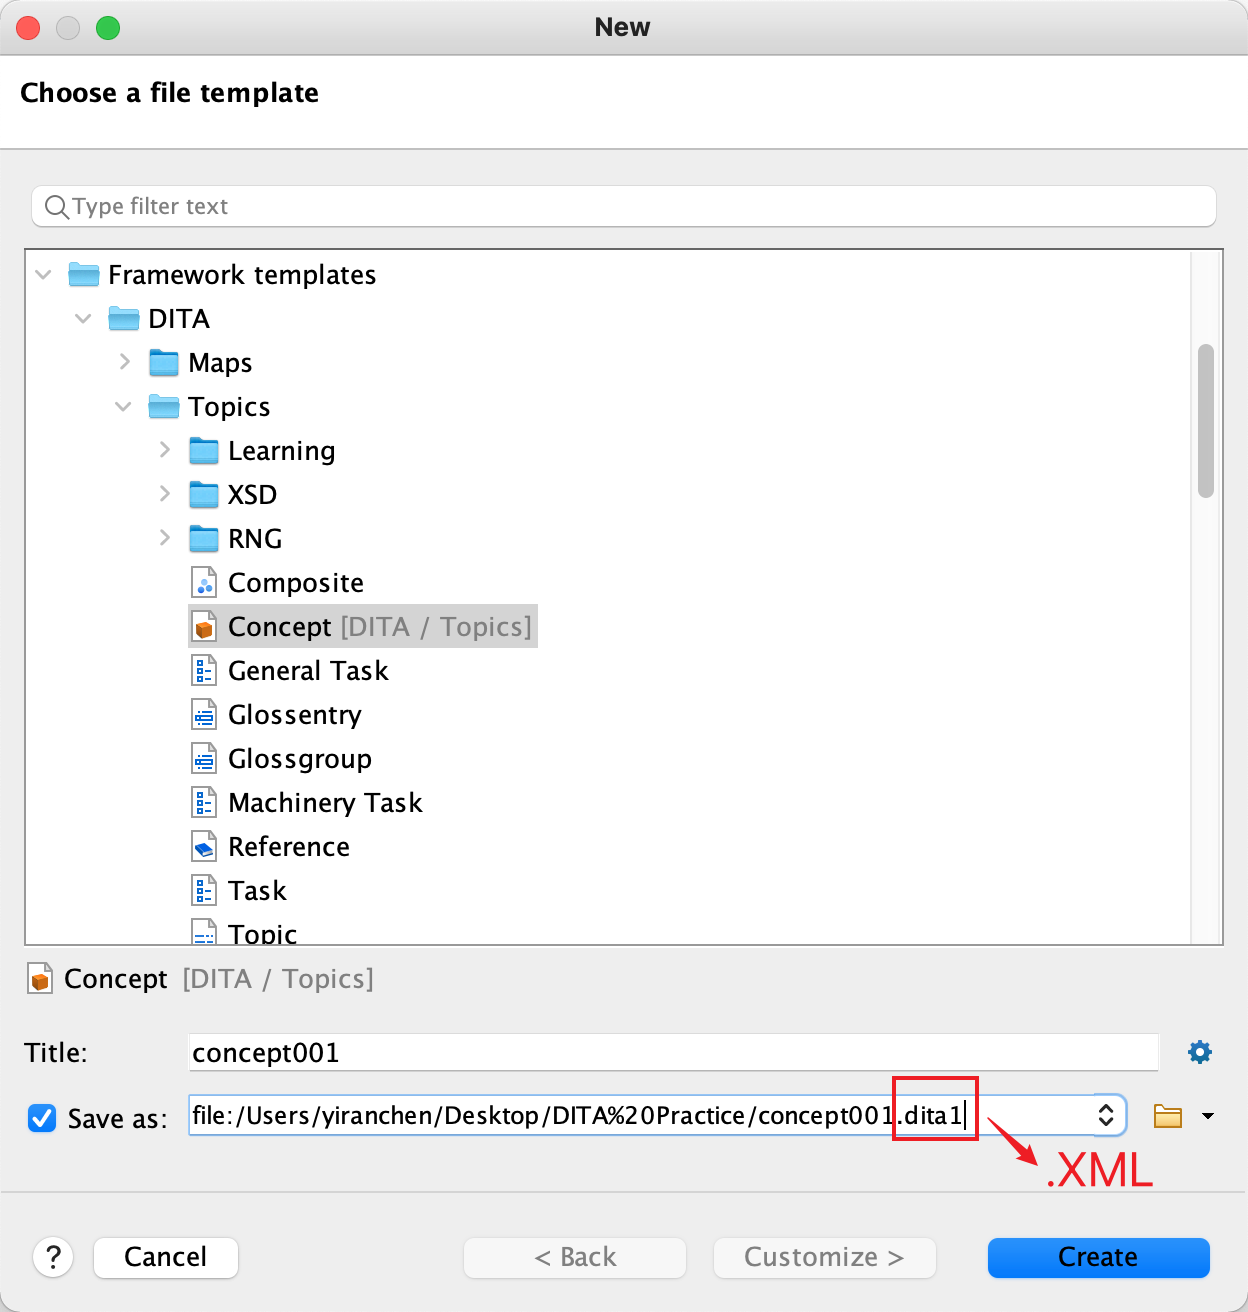 New
Choose a file template
Type filter text
Framework templates
DITA
Maps
Topics
Learning
XSD
RNG
Composite
Concept [DITA / Topics]
General Task
Glossentry
Glossgroup
Machinery Task
Reference
Task
Topic
Concept [DITA / Topics]
Title: concept001
Save as: file:/Users/yiranchen/Desktop/DITA%20Practice/concept001.dita1
.XML
? Cancel < Back Customize > Create